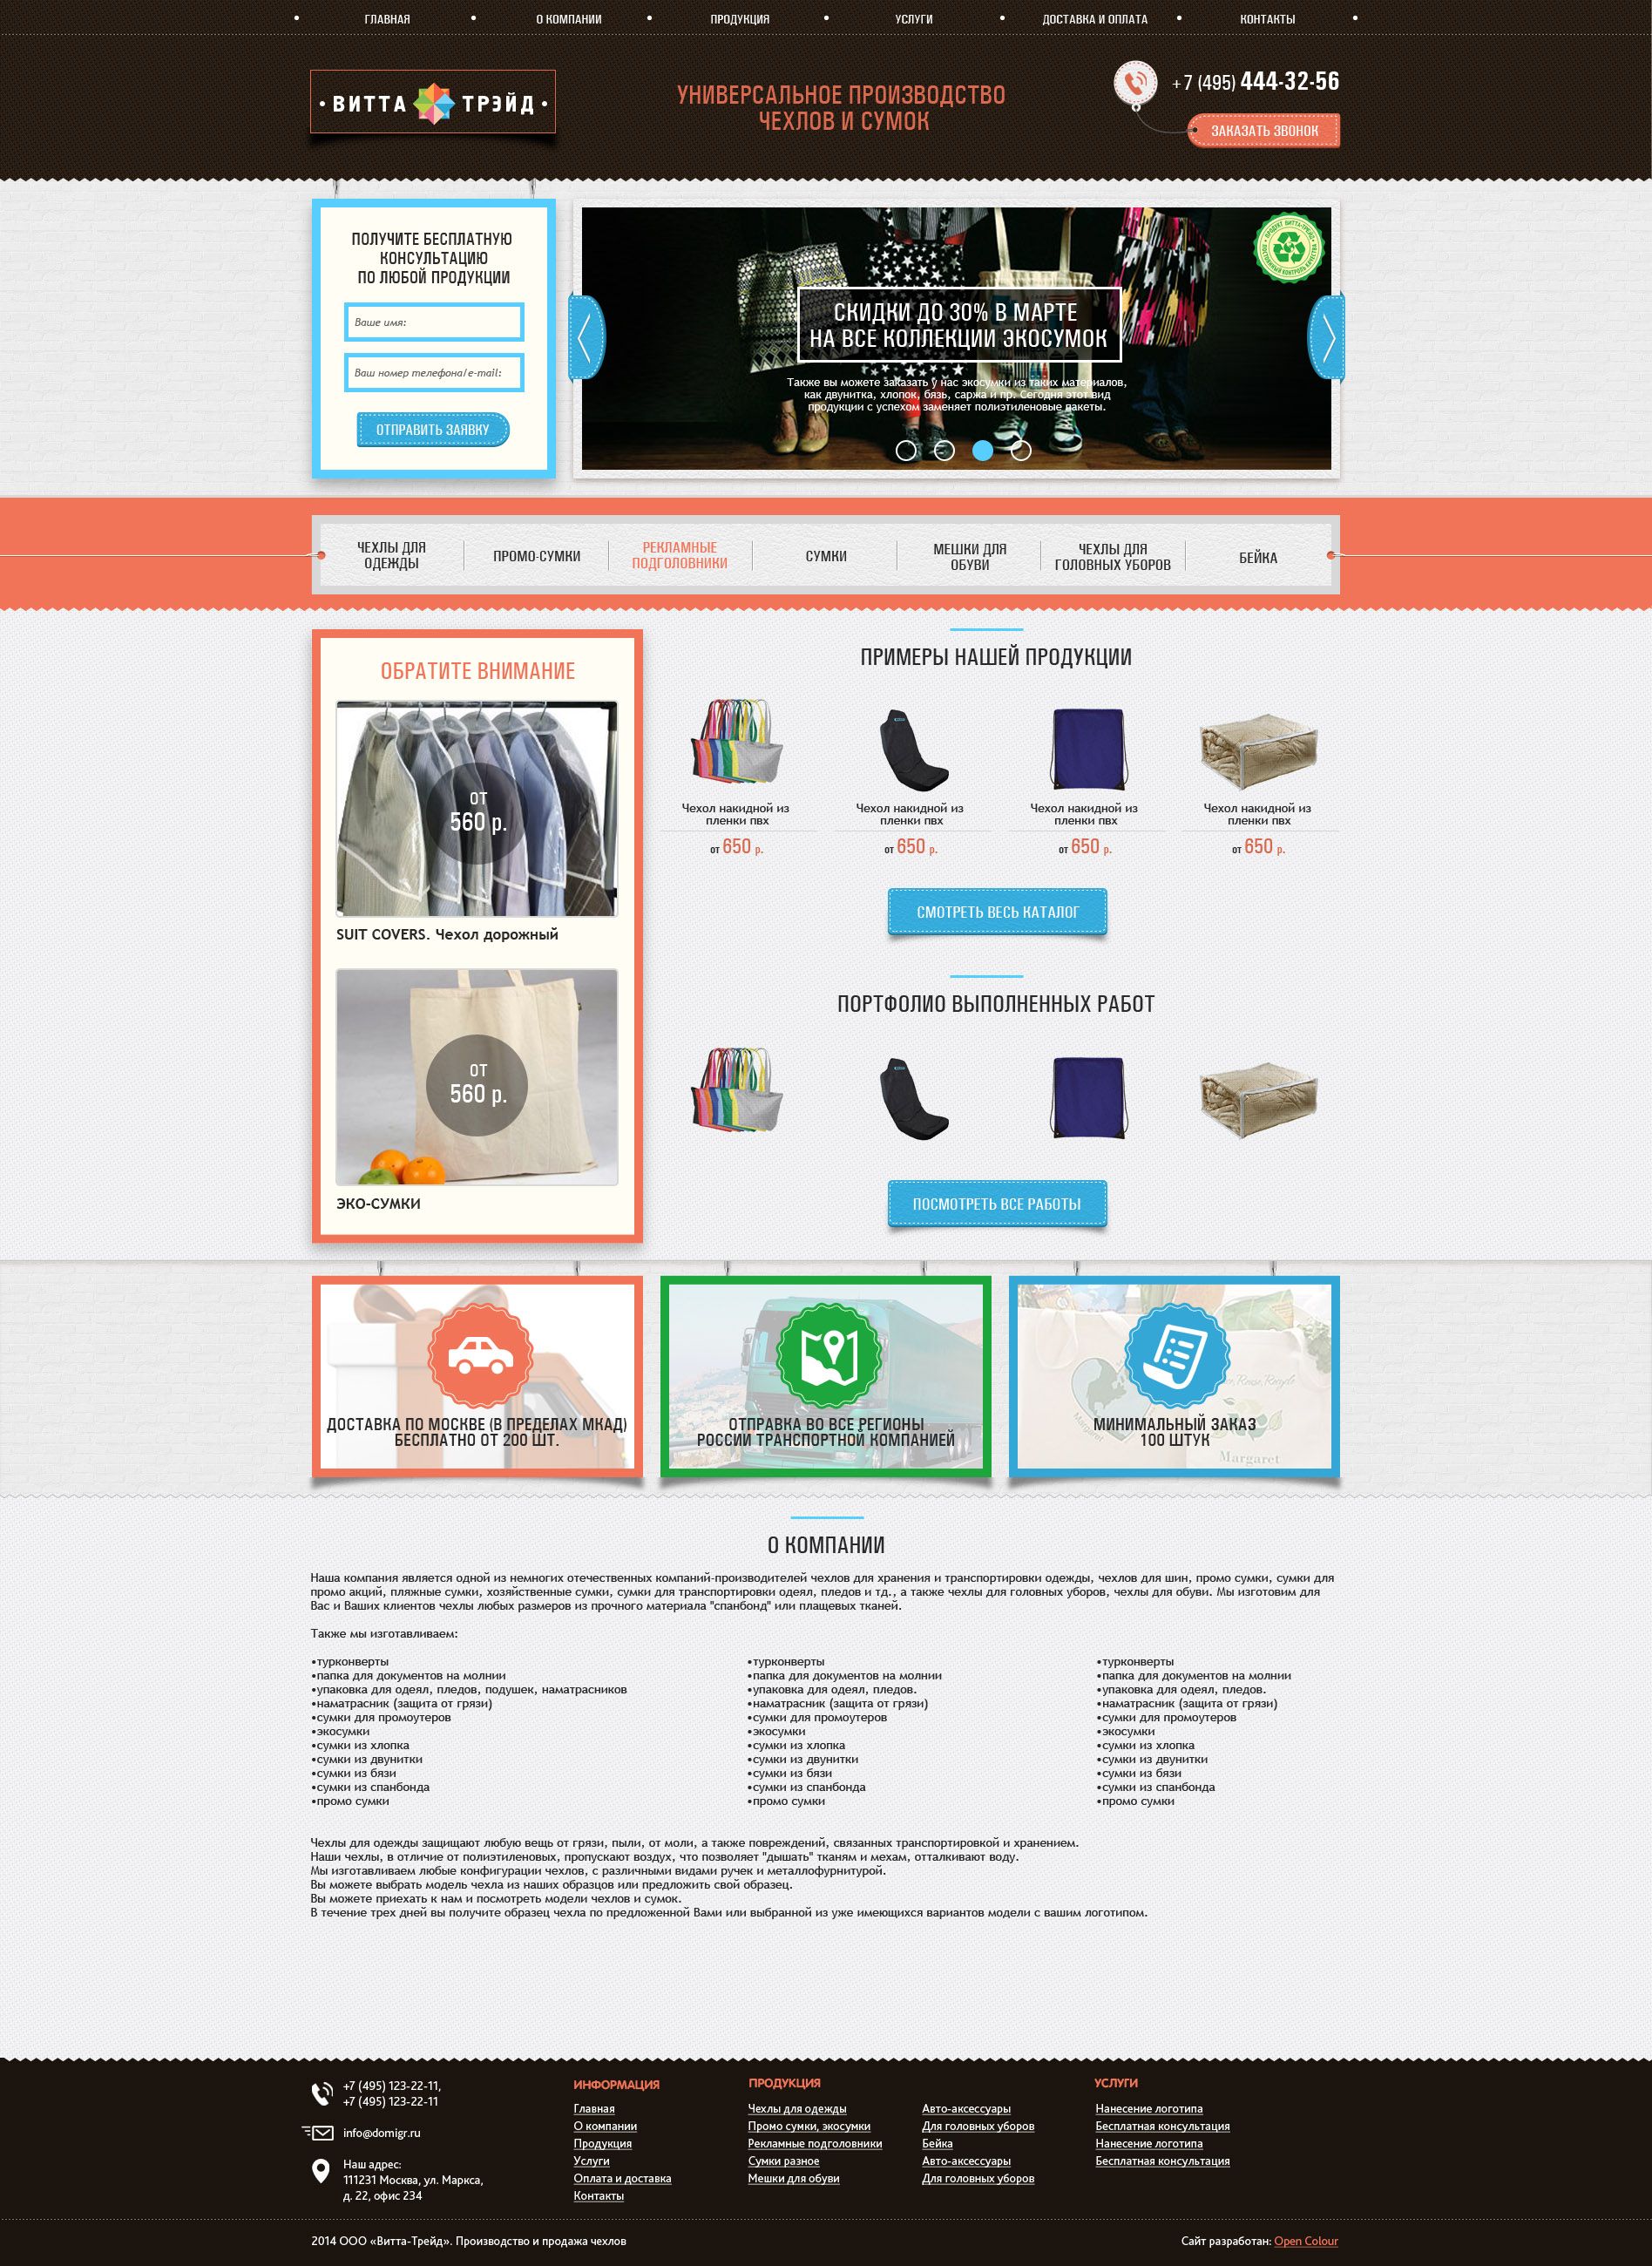 ГЛАВНАЯ
О КОМПАНИИ
ПРОДУКЦИЯ
УСЛУГИ
ДОСТАВКА И ОПЛАТА
КОНТАКТЫ
• ВИТТА ТРЭЙД •
УНИВЕРСАЛЬНОЕ ПРОИЗВОДСТВО
ЧЕХЛОВ И СУМОК
+7 (495) 444-32-56
ЗАКАЗАТЬ ЗВОНОК
ПОЛУЧИТЕ БЕСПЛАТНУЮ
КОНСУЛЬТАЦИЮ
ПО ЛЮБОЙ ПРОДУКЦИИ
Ваше имя:
Ваш номер телефона/e-mail:
ОТПРАВИТЬ ЗАЯВКУ
СКИДКИ ДО 30% В МАРТЕ
НА ВСЕ КОЛЛЕКЦИИ ЭКОСУМОК
Также вы можете заказать у нас экосумки из таких материалов,
как двунитка, хлопок, бязь, саржа и пр. Сегодня этот вид
продукции с успехом заменяет полиэтиленовые пакеты.
ЧЕХЛЫ ДЛЯ
ОДЕЖДЫ
ПРОМО-СУМКИ
РЕКЛАМНЫЕ
ПОДГОЛОВНИКИ
СУМКИ
МЕШКИ ДЛЯ
ОБУВИ
ЧЕХЛЫ ДЛЯ
ГОЛОВНЫХ УБОРОВ
БЕЙКА
ОБРАТИТЕ ВНИМАНИЕ
ОТ
560 р.
SUIT COVERS. Чехол дорожный
ОТ
560 р.
ЭКО-СУМКИ
ПРИМЕРЫ НАШЕЙ ПРОДУКЦИИ
Чехол накидной из
пленки пвх
от 650 р.
Чехол накидной из
пленки пвх
от 650 р.
Чехол накидной из
пленки пвх
от 650 р.
Чехол накидной из
пленки пвх
от 650 р.
СМОТРЕТЬ ВЕСЬ КАТАЛОГ
ПОРТФОЛИО ВЫПОЛНЕННЫХ РАБОТ
ПОСМОТРЕТЬ ВСЕ РАБОТЫ
ДОСТАВКА ПО МОСКВЕ (В ПРЕДЕЛАХ МКАД)
БЕСПЛАТНО ОТ 200 ШТ.
ОТПРАВКА ВО ВСЕ РЕГИОНЫ
РОССИИ ТРАНСПОРТНОЙ КОМПАНИЕЙ
МИНИМАЛЬНЫЙ ЗАКАЗ
100 ШТУК
Margaret
О КОМПАНИИ
Наша компания является одной из немногих отечественных компаний-производителей чехлов для хранения и транспортировки одежды, чехлов для шин, промо сумки, сумки для
промо акций, пляжные сумки, хозяйственные сумки, сумки для транспортировки одеял, пледов и тд., а также чехлы для головных уборов, чехлы для обуви. Мы изготовим для
Вас и Ваших клиентов чехлы любых размеров из прочного материала "спанбонд" или плащевых тканей.
Также мы изготавливаем:
•турконверты
•папка для документов на молнии
•упаковка для одеял, пледов, подушек, наматрасников
•наматрасник (защита от грязи)
•сумки для промоутеров
•экосумки
•сумки из хлопка
•сумки из двунитки
•сумки из бязи
•сумки из спанбонда
•промо сумки
•турконверты
•папка для документов на молнии
•упаковка для одеял, пледов.
•наматрасник (защита от грязи)
•сумки для промоутеров
•экосумки
•сумки из хлопка
•сумки из двунитки
•сумки из бязи
•сумки из спанбонда
•промо сумки
•турконверты
•папка для документов на молнии
•упаковка для одеял, пледов.
•наматрасник (защита от грязи)
•сумки для промоутеров
•экосумки
•сумки из хлопка
•сумки из двунитки
•сумки из бязи
•сумки из спанбонда
•промо сумки
Чехлы для одежды защищают любую вещь от грязи, пыли, от моли, а также повреждений, связанных транспортировкой и хранением.
Наши чехлы, в отличие от полиэтиленовых, пропускают воздух, что позволяет "дышать" тканям и мехам, отталкивают воду.
Мы изготавливаем любые конфигурации чехлов, с различными видами ручек и металлофурнитурой.
Вы можете выбрать модель чехла из наших образцов или предложить свой образец.
Вы можете приехать к нам и посмотреть модели чехлов и сумок.
В течение трех дней вы получите образец чехла по предложенной Вами или выбранной из уже имеющихся вариантов модели с вашим логотипом.
+7 (495) 123-22-11,
+7 (495) 123-22-11
info@domigr.ru
Наш адрес:
111231 Москва, ул. Маркса,
д. 22, офис 234
ИНФОРМАЦИЯ
Главная
О компании
Продукция
Услуги
Оплата и доставка
Контакты
ПРОДУКЦИЯ
Чехлы для одежды
Промо сумки, экосумки
Рекламные подголовники
Сумки разное
Мешки для обуви
Авто-аксессуары
Для головных уборов
Бейка
Авто-аксессуары
Для головных уборов
УСЛУГИ
Нанесение логотипа
Бесплатная консультация
Нанесение логотипа
Бесплатная консультация
2014 ООО «Витта-Трейд». Производство и продажа чехлов
Сайт разработан: Open Colour